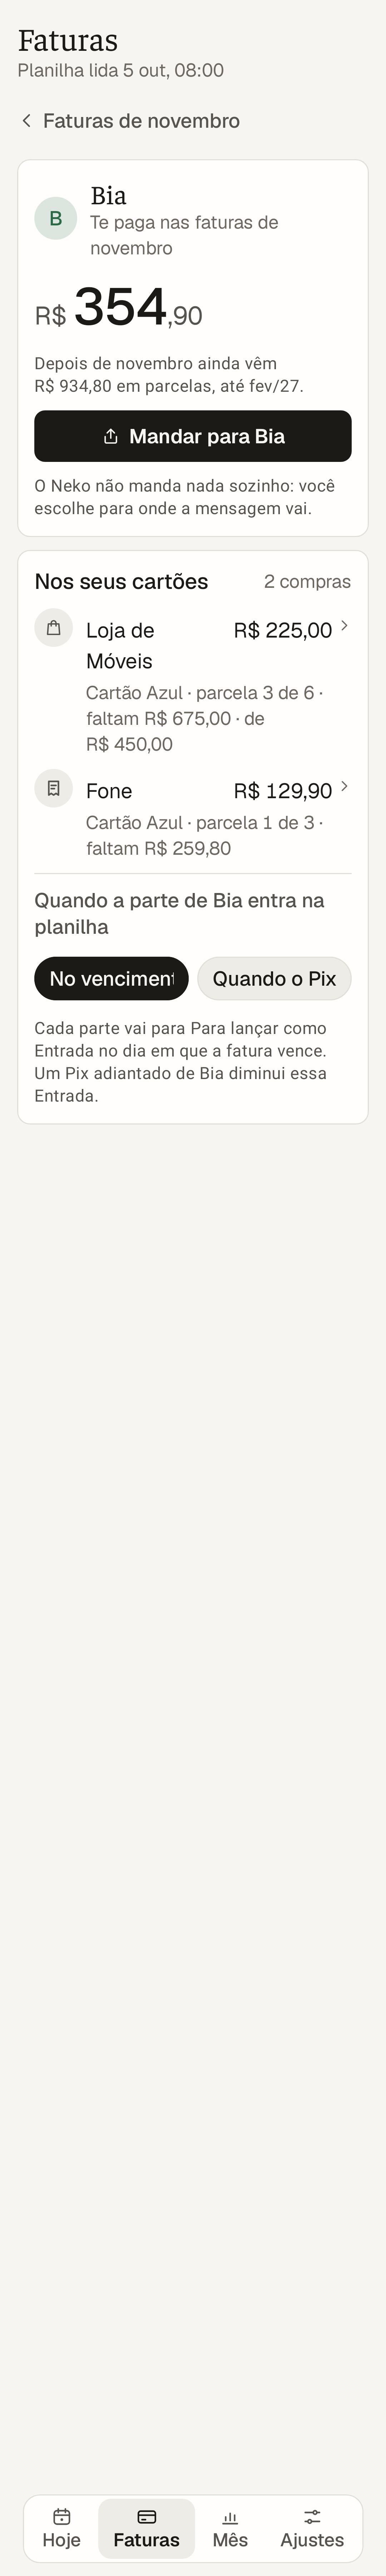 Faturas
Planilha lida 5 out, 08:00
Faturas de novembro
B
Bia
Te paga nas faturas de
novembro
R$ 354,90
Depois de novembro ainda vêm
R$ 934,80 em parcelas, até fev/27.
Mandar para Bia
O Neko não manda nada sozinho: você
escolhe para onde a mensagem vai.
Nos seus cartões 2 compras
Loja de R$ 225,00
Móveis
Cartão Azul · parcela 3 de 6 ·
faltam R$ 675,00 · de
R$ 450,00
Fone R$ 129,90
Cartão Azul · parcela 1 de 3 ·
faltam R$ 259,80
Quando a parte de Bia entra na
planilha
No venciment Quando o Pix
Cada parte vai para Para lançar como
Entrada no dia em que a fatura vence.
Um Pix adiantado de Bia diminui essa
Entrada.
Hoje Faturas Mês Ajustes